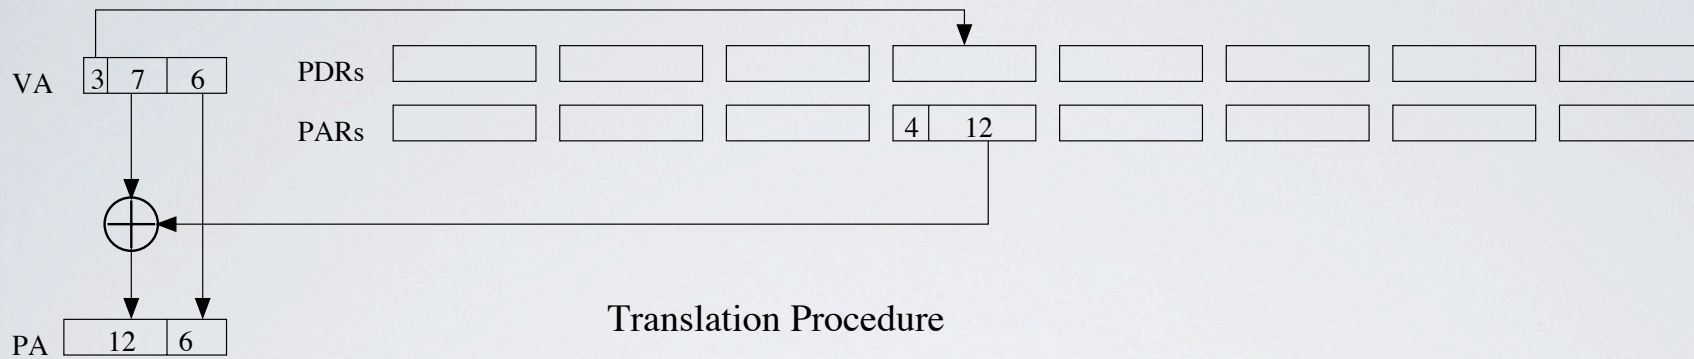 VA 3 7 6
PDRs
PARs 4 12
PA 12 6
Translation Procedure